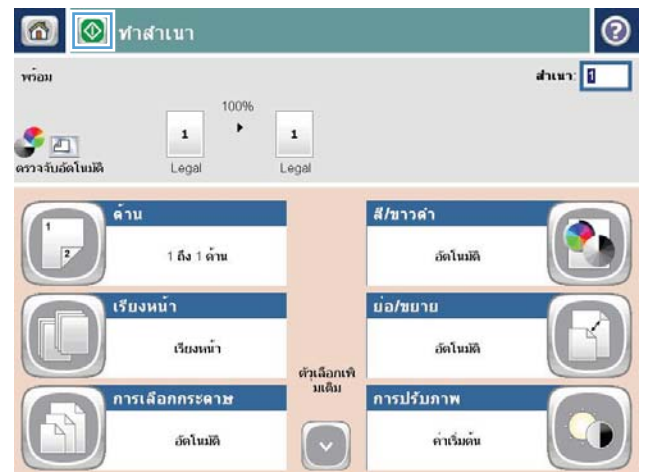 ทำสำเนา
?
พร้อม
สำเนา: 1
100%
1
1
ตรวจจับอัตโนมัติ
Legal
Legal
ด้าน
1
2
1 ถึง 1 ด้าน
สี/ขาวดำ
อัตโนมัติ
เรียงหน้า
เรียงหน้า
ย่อ/ขยาย
อัตโนมัติ
ตัวเลือกเพิ
่มเติม
การเลือกกระดาษ
อัตโนมัติ
การปรับภาพ
ค่าเริ่มต้น